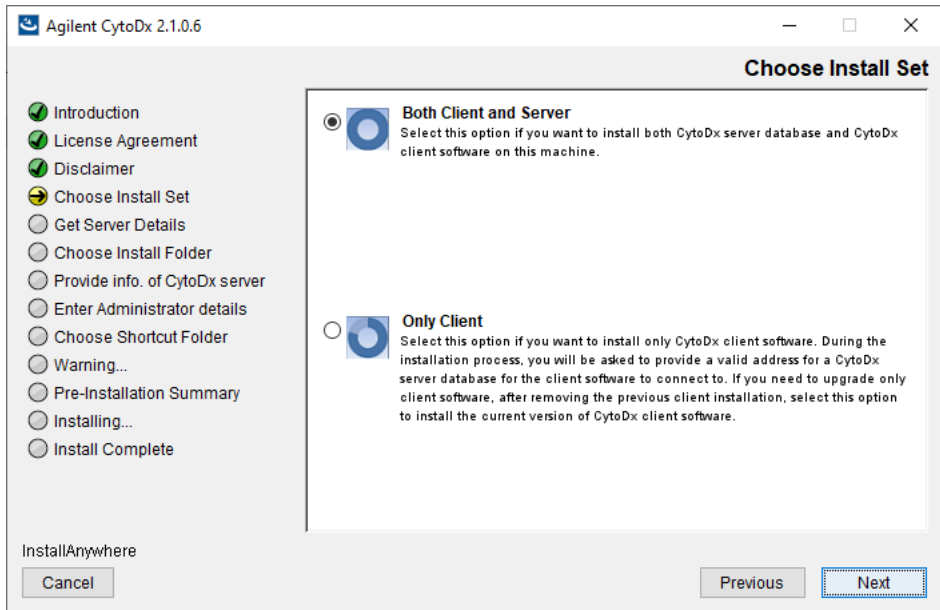 Agilent CytoDx 2.1.0.6
Choose Install Set
Introduction
License Agreement
Disclaimer
Choose Install Set
Get Server Details
Choose Install Folder
Provide info. of CytoDx server
Enter Administrator details
Choose Shortcut Folder
Warning...
Pre-Installation Summary
Installing...
Install Complete
Both Client and Server
Select this option if you want to install both CytoDx server database and CytoDx
client software on this machine.
Only Client
Select this option if you want to install only CytoDx client software. During the
installation process, you will be asked to provide a valid address for a CytoDx
server database for the client software to connect to. If you need to upgrade only
client software, after removing the previous client installation, select this option
to install the current version of CytoDx client software.
InstallAnywhere
Cancel
Previous
Next